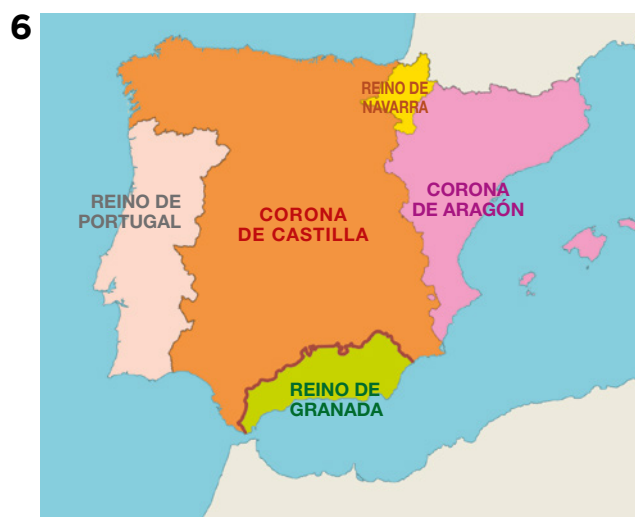 6
REINO DE
NAVARRA
REINO DE
PORTUGAL
CORONA
DE CASTILLA
CORONA
DE ARAGÓN
REINO DE
GRANADA